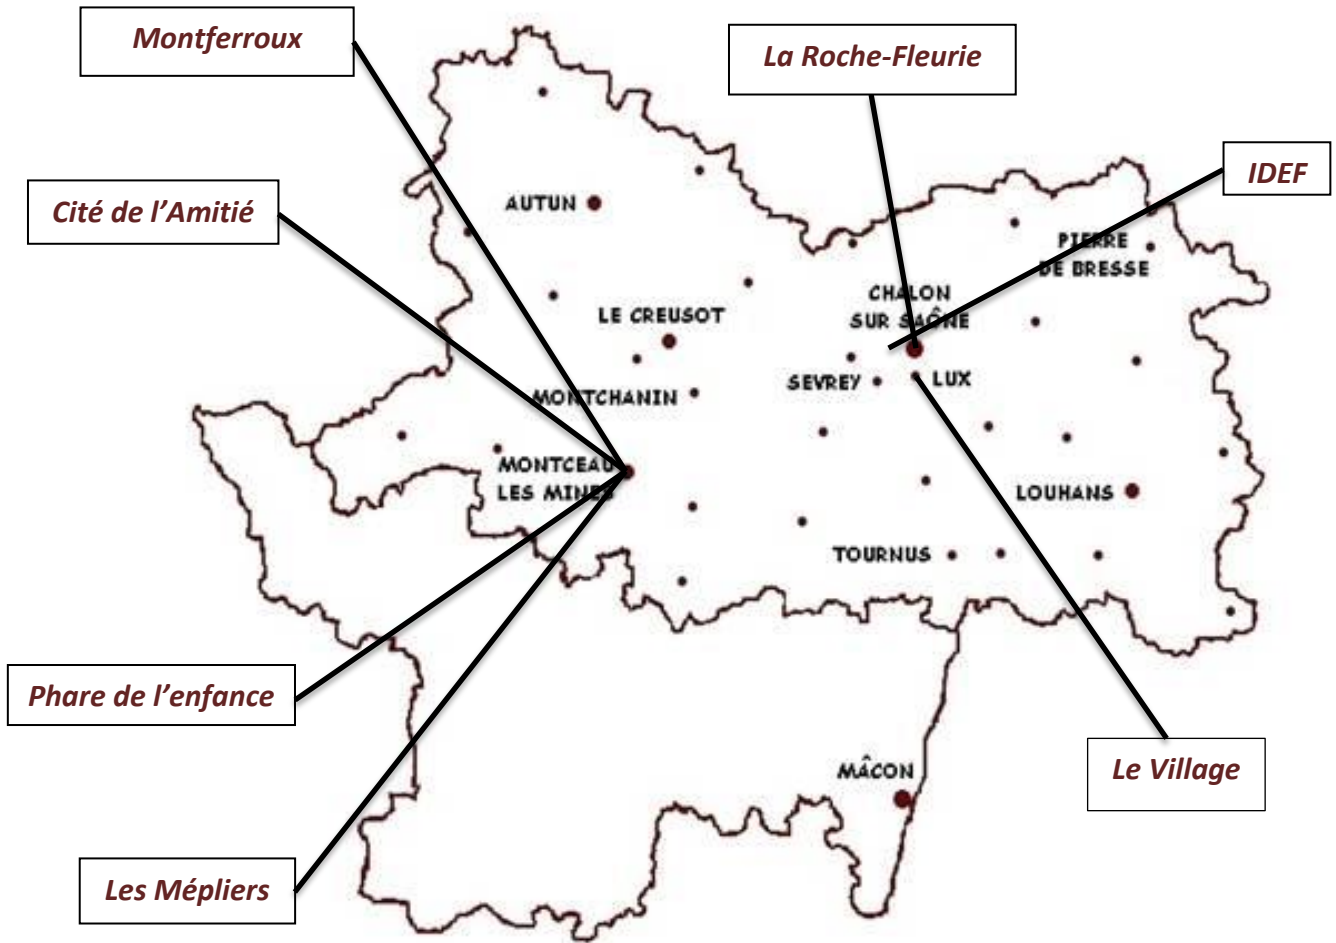 Montferroux
La Roche-Fleurie
IDEF
Cité de l'Amitié
AUTUN
PIERRE
DE BRESSE
CHALON
SUR SAÔNE
LE CREUSOT
SEVREY
LUX
MONTCHANIN
MONTCEAU
LES MINES
LOUHANS
TOURNUS
Phare de l'enfance
Le Village
MÂCON
Les Mépliers